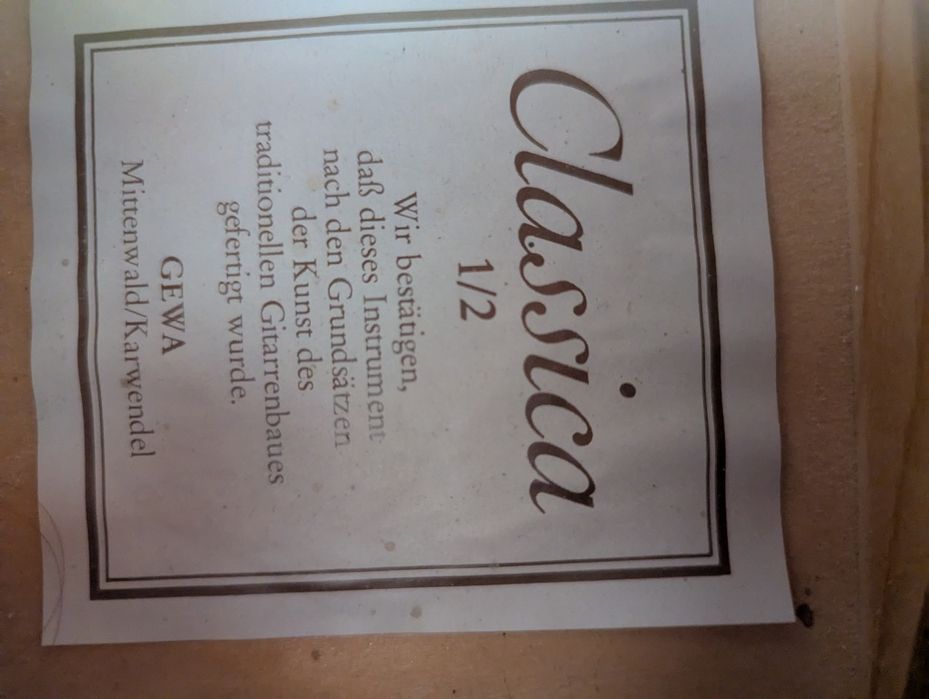 Classica
1/2
Wir bestätigen,
daß dieses Instrument
nach den Grundsätzen
der Kunst des
traditionellen Gitarrenbaues
gefertigt wurde.
GEWA
Mittenwald/Karwendel